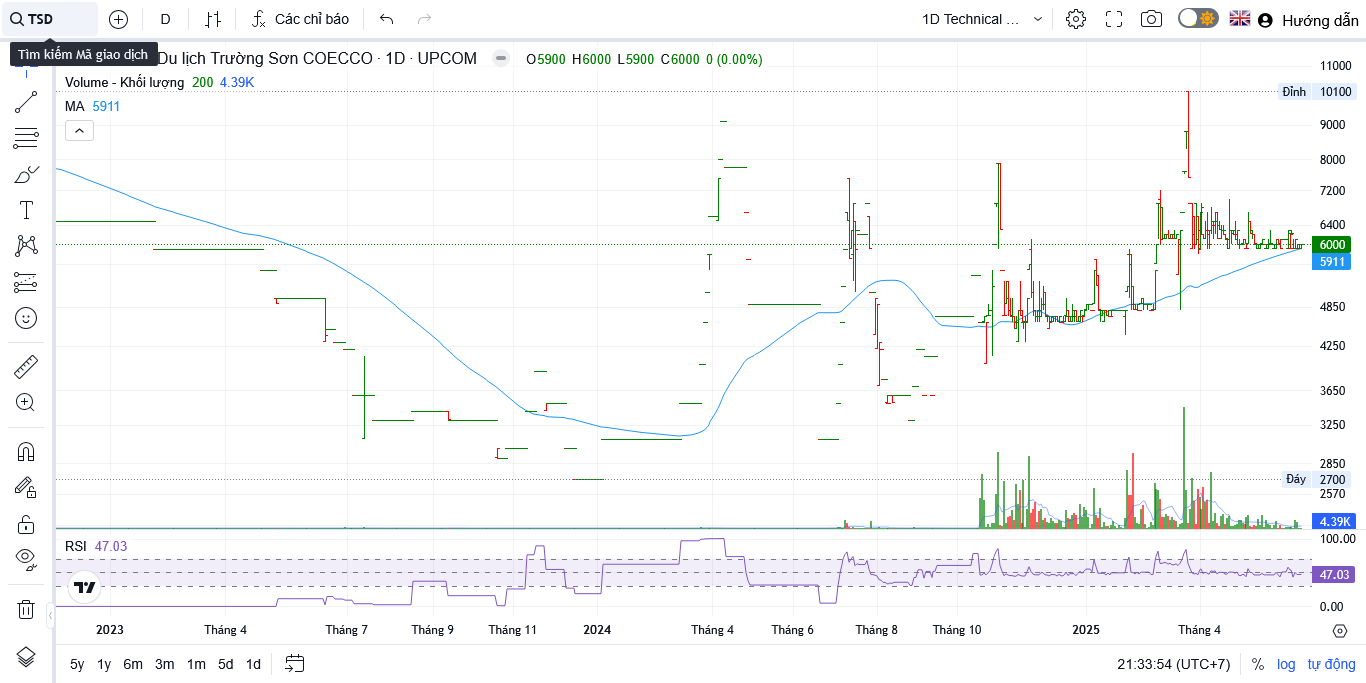 TSD
D
Các chỉ báo
1D Technical ...
Hướng dẫn
Tìm kiếm Mã giao dịch
Du lịch Trường Sơn COECCO · 1D · UPCOM
O5900 H6000 L5900 C6000 0 (0.00%)
Volume - Khối lượng 200 4.39K
MA 5911
11000
Đỉnh 10100
9000
8000
7200
6400
6000
5911
4850
4250
3650
3250
2850
Đáy 2700
2570
4.39K
RSI 47.03
100.00
47.03
0.00
2023 Tháng 4 Tháng 7 Tháng 9 Tháng 11 2024 Tháng 4 Tháng 6 Tháng 8 Tháng 10 2025 Tháng 4
5y 1y 6m 3m 1m 5d 1d
21:33:54 (UTC+7) % log tự động